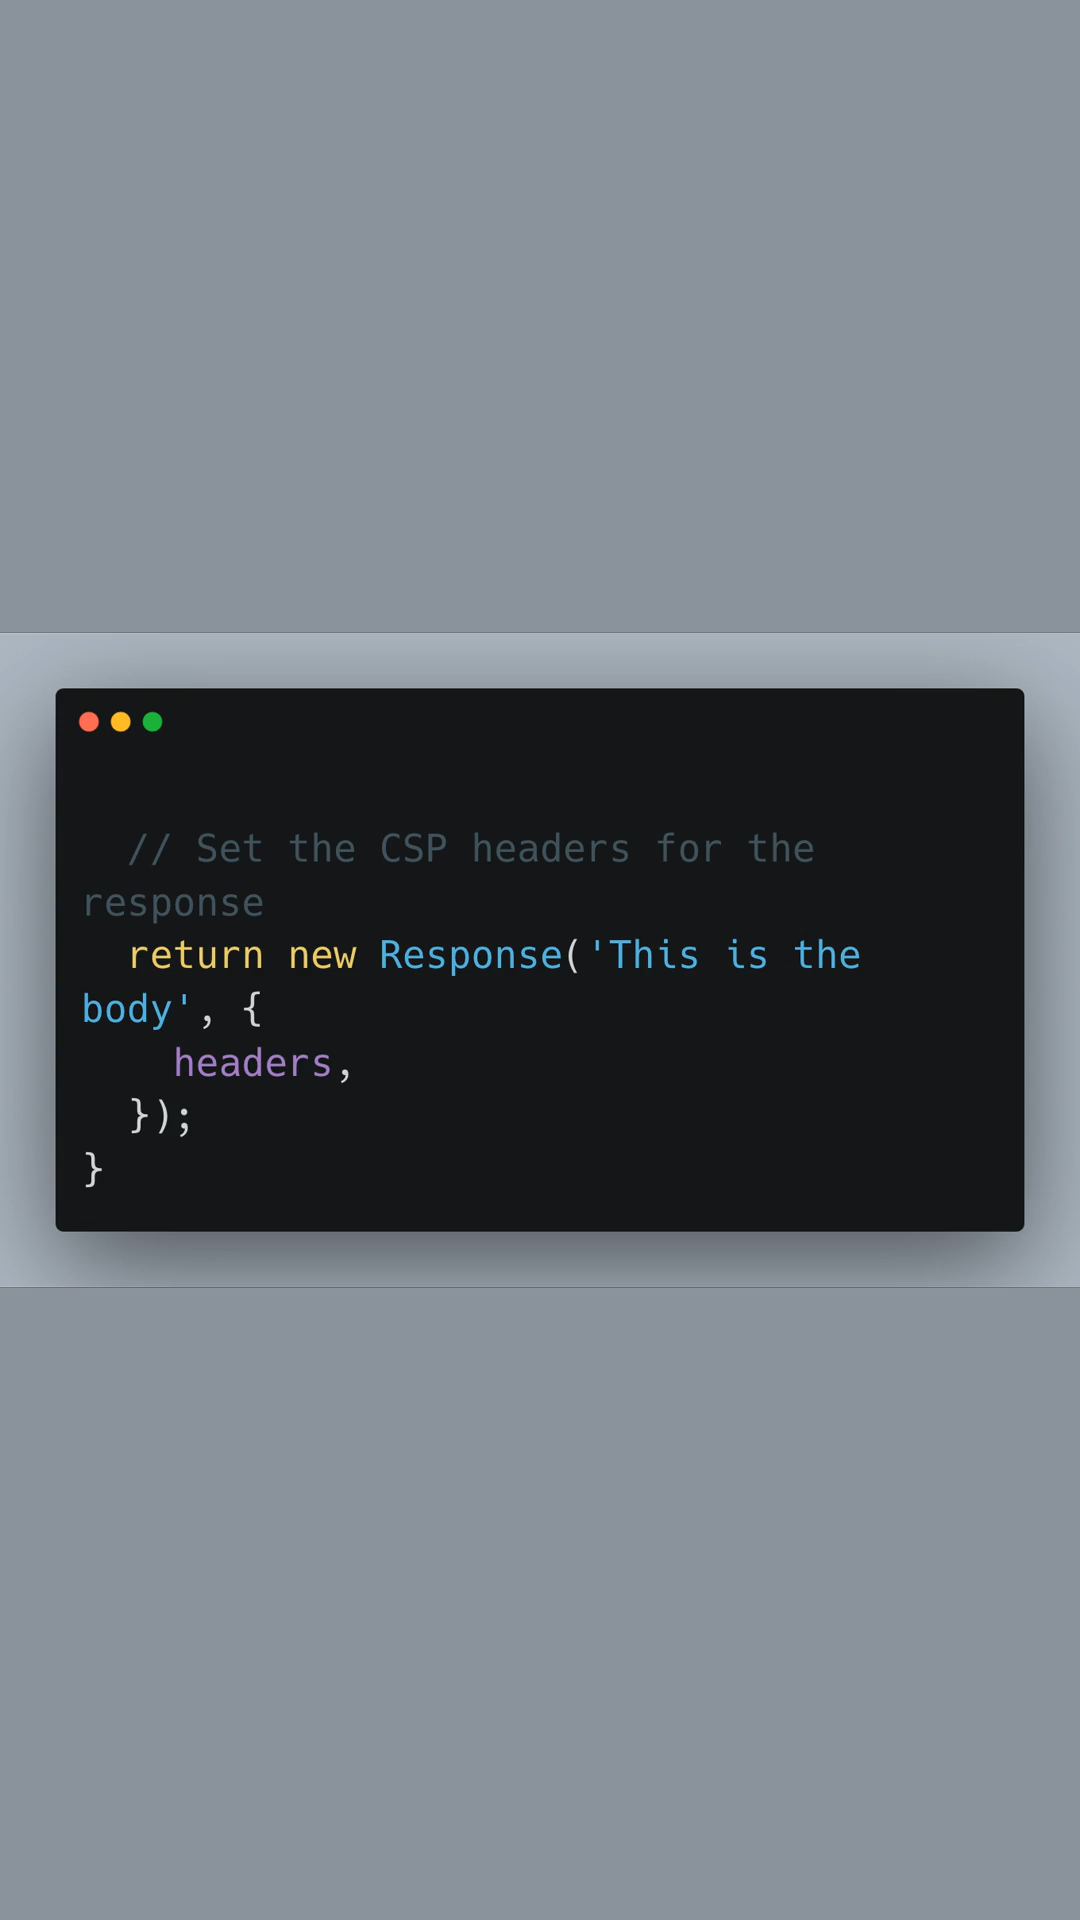 // Set the CSP headers for the
response
return new Response('This is the
body', {
headers,
});
}